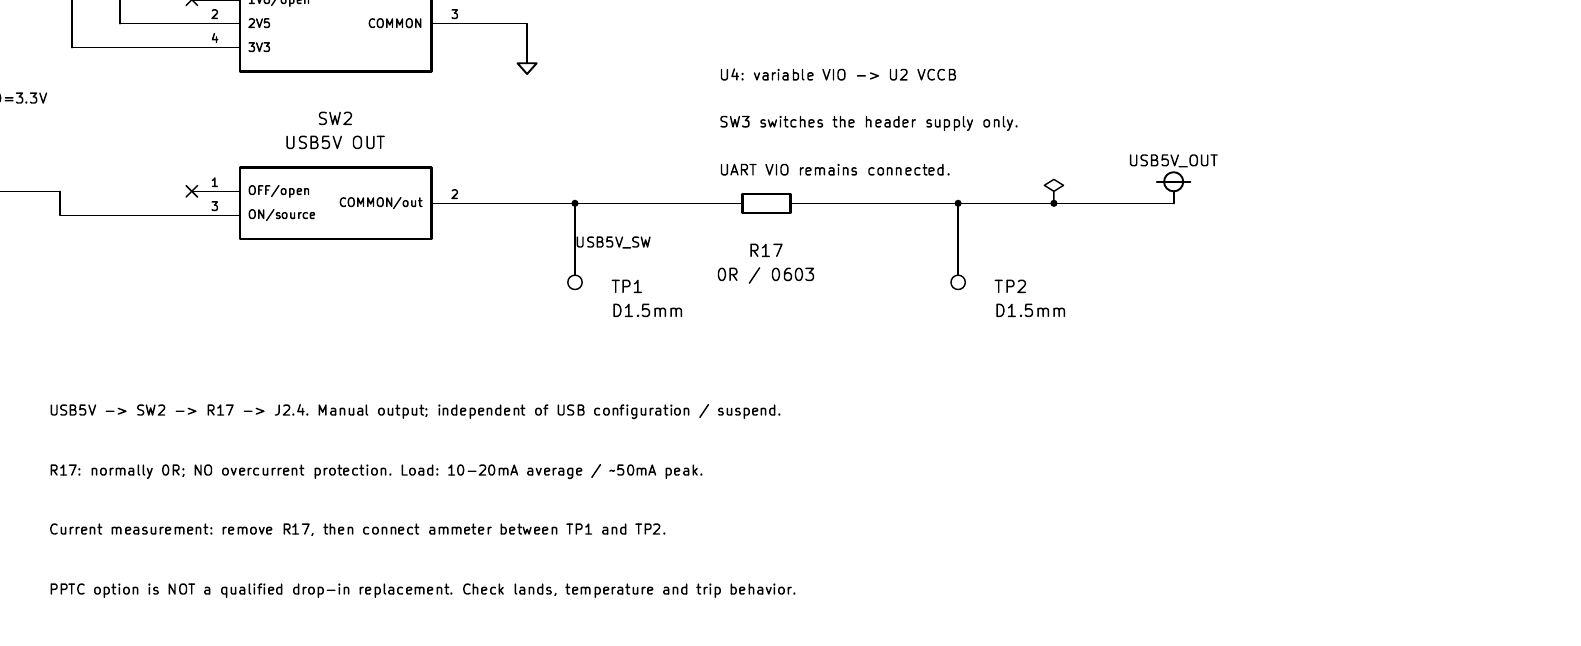 2
2V5
COMMON
3
4
3V3
U4: variable VIO -> U2 VCCB
=3.3V
SW2
SW3 switches the header supply only.
USB5V OUT
USB5V_OUT
UART VIO remains connected.
1
OFF/open
COMMON/out
2
3
ON/source
USB5V_SW
R17
0R / 0603
TP1
D1.5mm
TP2
D1.5mm
USB5V -> SW2 -> R17 -> J2.4. Manual output; independent of USB configuration / suspend.
R17: normally 0R; NO overcurrent protection. Load: 10-20mA average / ~50mA peak.
Current measurement: remove R17, then connect ammeter between TP1 and TP2.
PPTC option is NOT a qualified drop-in replacement. Check lands, temperature and trip behavior.